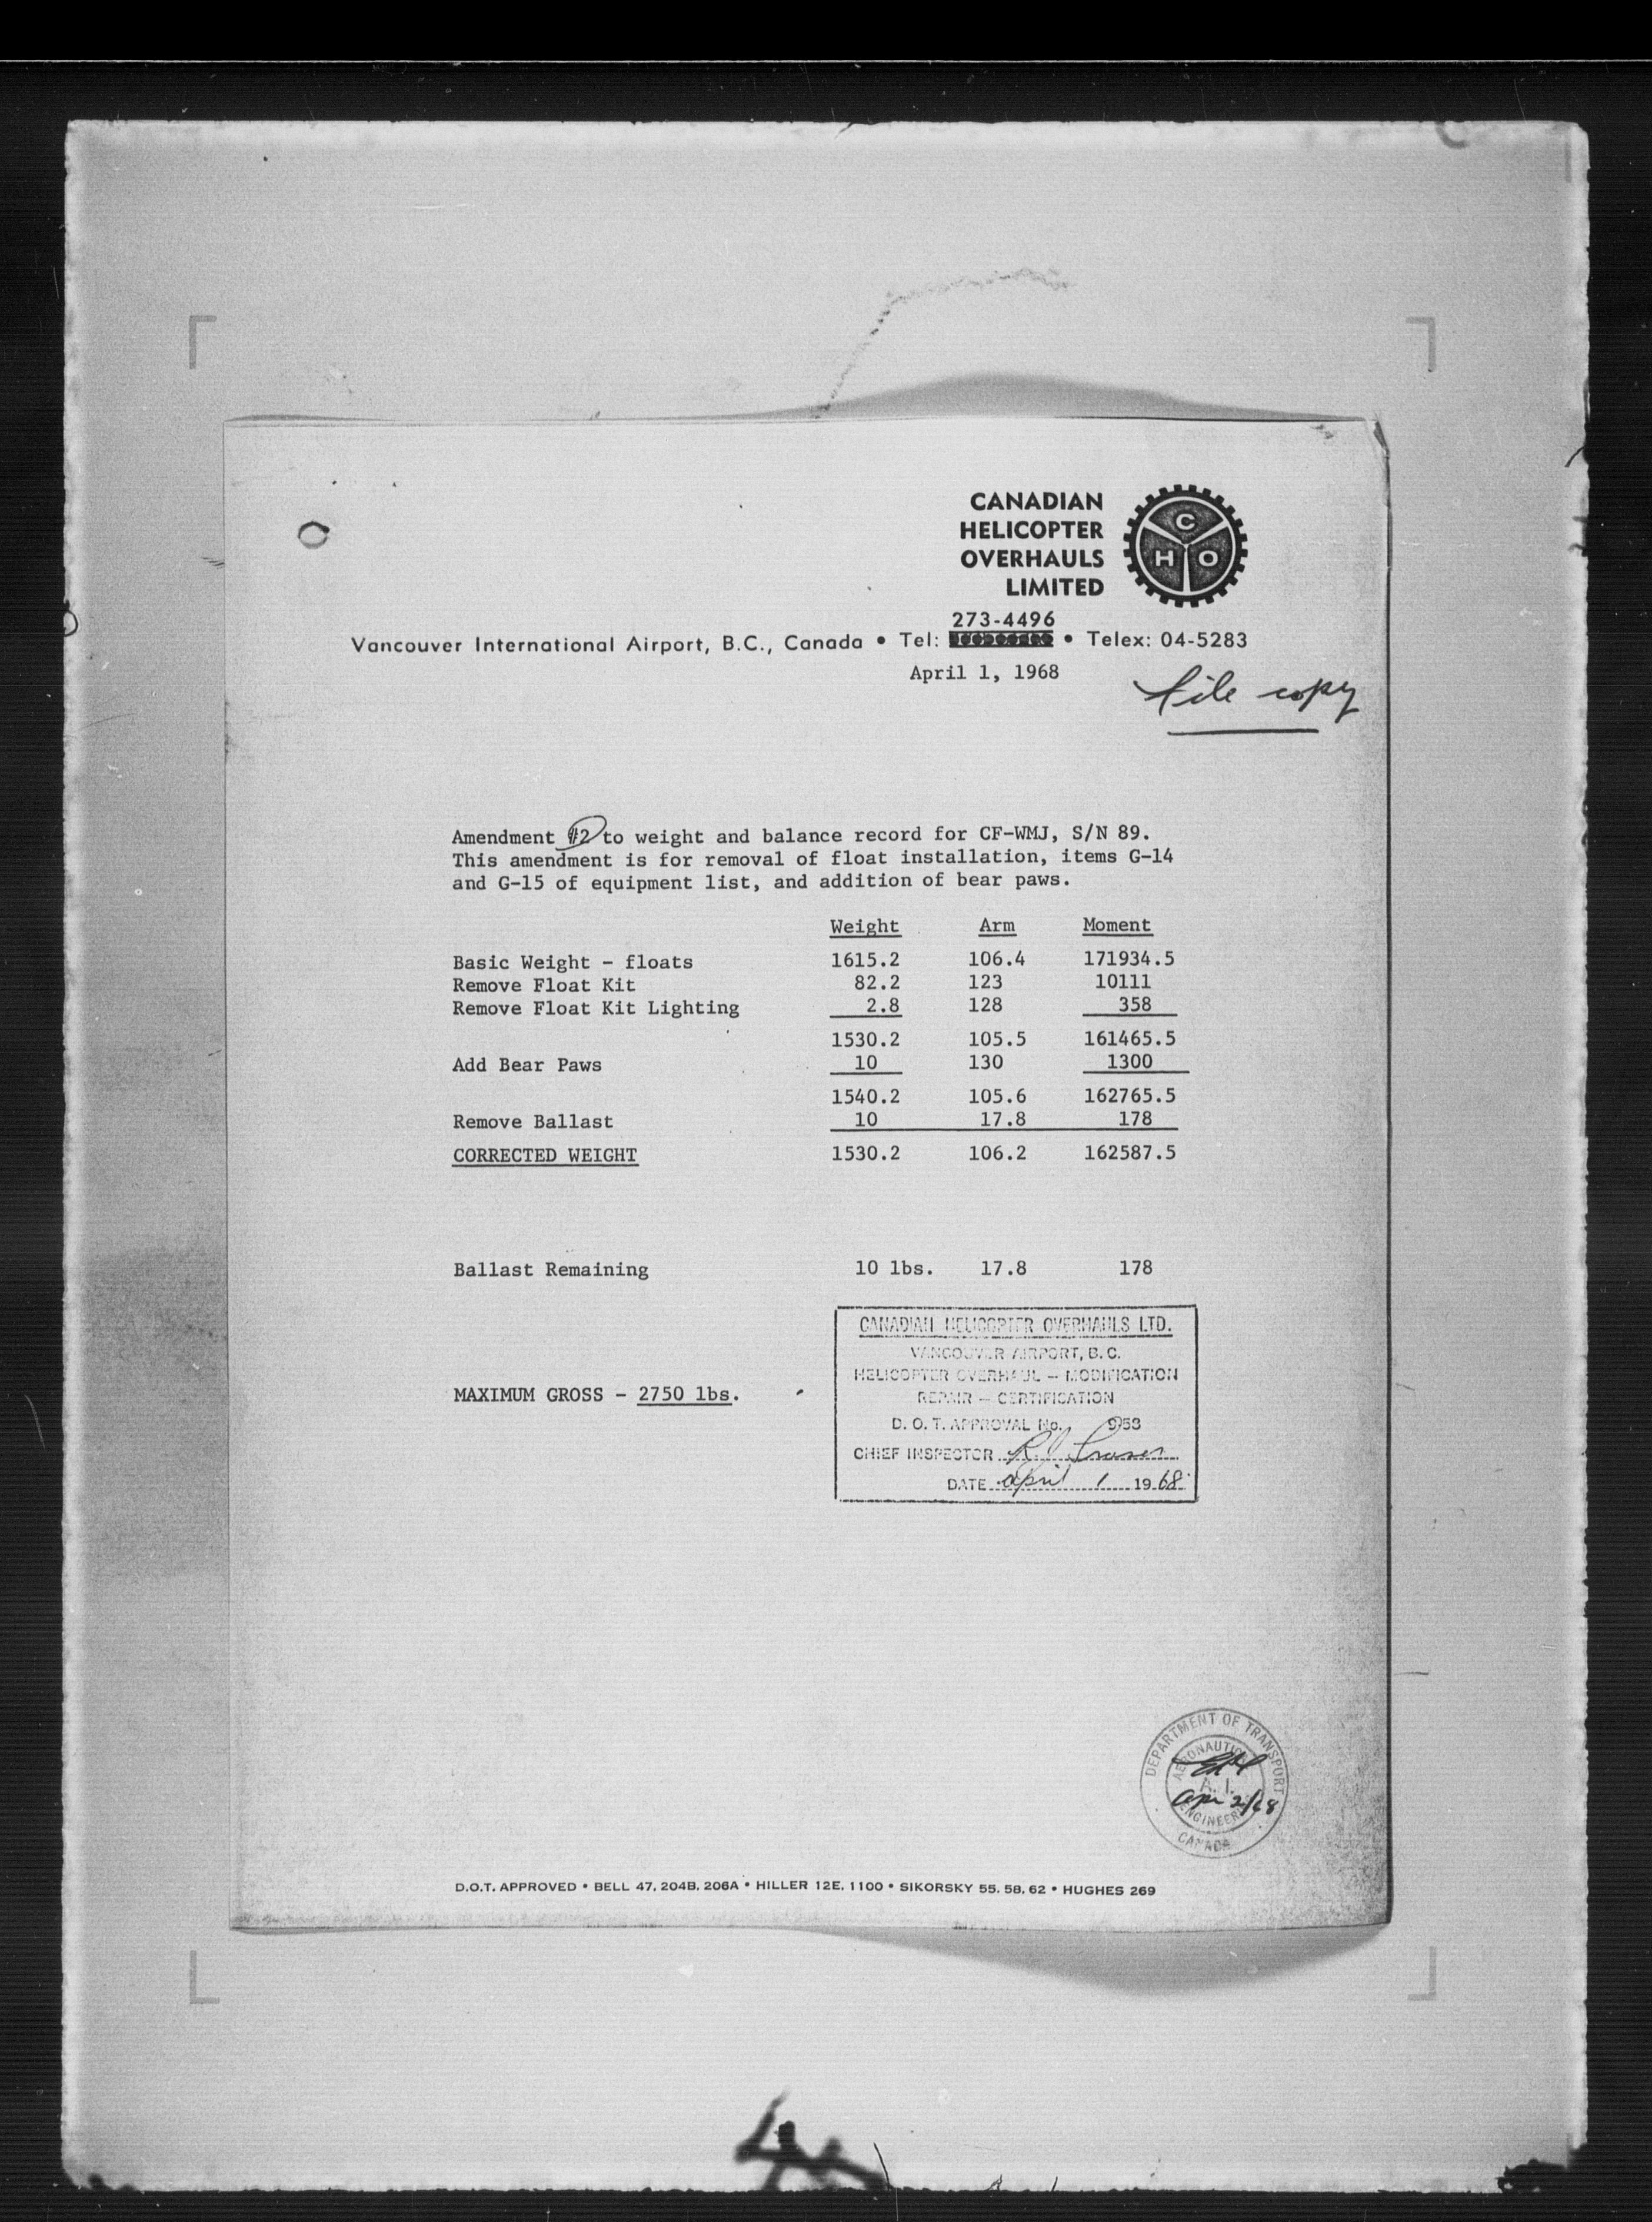 CANADIAN
HELICOPTER
OVERHAULS
LIMITED
C
H O
273-4496
Vancouver International Airport, B.C., Canada • Tel: • Telex: 04-5283
April 1, 1968
file copy
Amendment #2 to weight and balance record for CF-WMJ, S/N 89.
This amendment is for removal of float installation, items G-14
and G-15 of equipment list, and addition of bear paws.
Weight Arm Moment
Basic Weight - floats 1615.2 106.4 171934.5
Remove Float Kit 82.2 123 10111
Remove Float Kit Lighting 2.8 128 358
1530.2 105.5 161465.5
Add Bear Paws 10 130 1300
1540.2 105.6 162765.5
Remove Ballast 10 17.8 178
CORRECTED WEIGHT 1530.2 106.2 162587.5
Ballast Remaining 10 lbs. 17.8 178
MAXIMUM GROSS - 2750 lbs.
CANADIAN HELICOPTER OVERHAULS LTD.
VANCOUVER AIRPORT, B.C.
HELICOPTER OVERHAUL – MODIFICATION
REPAIR – CERTIFICATION
D. O. T. APPROVAL No. 9/53
CHIEF INSPECTOR R. Fraser
DATE April 1 1968
DEPARTMENT OF TRANSPORT
AERONAUTICAL
A. I.
Apr 2/68
ENGINEER
CANADA
D.O.T. APPROVED • BELL 47, 204B, 206A • HILLER 12E, 1100 • SIKORSKY 55, 58, 62 • HUGHES 269